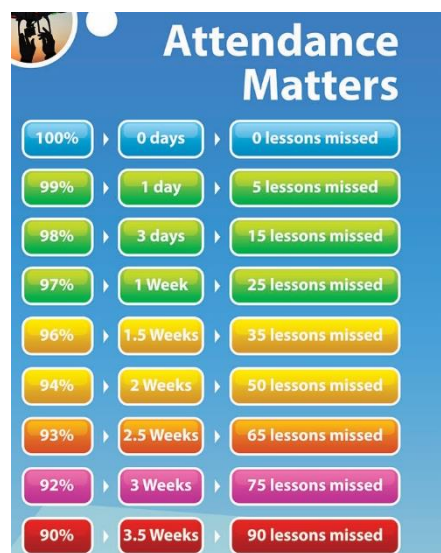 Attendance
Matters
100% 0 days 0 lessons missed
99% 1 day 5 lessons missed
98% 3 days 15 lessons missed
97% 1 Week 25 lessons missed
96% 1.5 Weeks 35 lessons missed
94% 2 Weeks 50 lessons missed
93% 2.5 Weeks 65 lessons missed
92% 3 Weeks 75 lessons missed
90% 3.5 Weeks 90 lessons missed